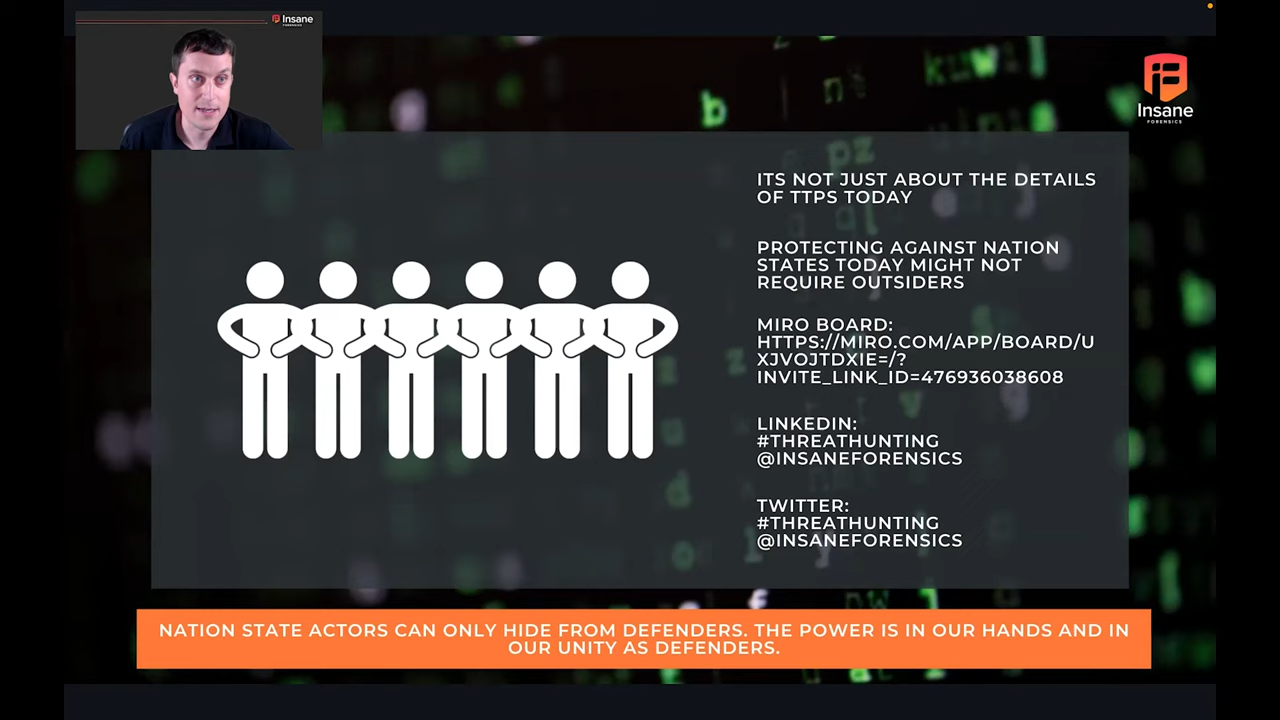 Insane
FORENSICS
Insane
FORENSICS
ITS NOT JUST ABOUT THE DETAILS
OF TTPS TODAY
PROTECTING AGAINST NATION
STATES TODAY MIGHT NOT
REQUIRE OUTSIDERS
MIRO BOARD:
HTTPS://MIRO.COM/APP/BOARD/U
XJVOJTDXIE=/?
INVITE_LINK_ID=476936038608
LINKEDIN:
#THREATHUNTING
@INSANEFORENSICS
TWITTER:
#THREATHUNTING
@INSANEFORENSICS
NATION STATE ACTORS CAN ONLY HIDE FROM DEFENDERS. THE POWER IS IN OUR HANDS AND IN
OUR UNITY AS DEFENDERS.